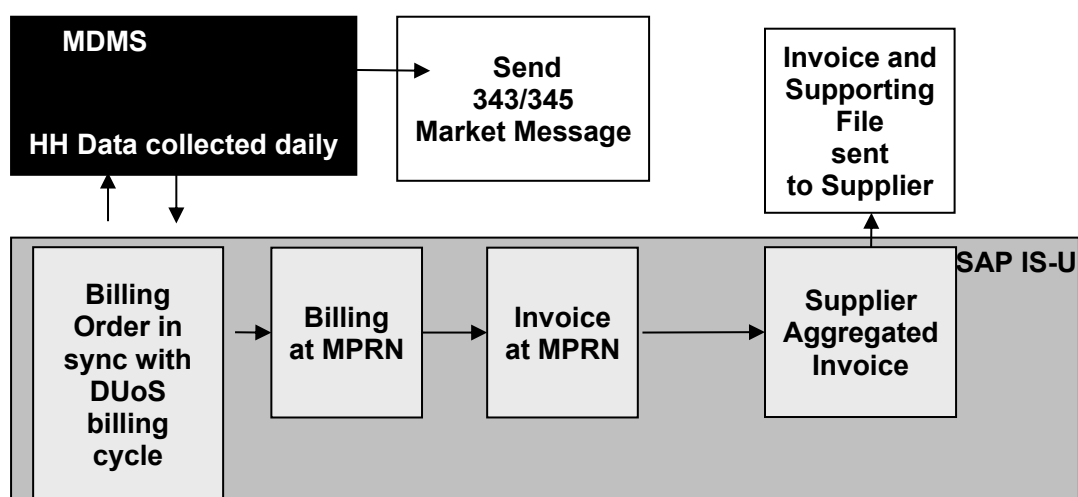 MDMS
HH Data collected daily
Send
343/345
Market Message
Invoice and
Supporting
File
sent
to Supplier
SAP IS-U
Billing
Order in
sync with
DUoS
billing
cycle
Billing
at MPRN
Invoice
at MPRN
Supplier
Aggregated
Invoice